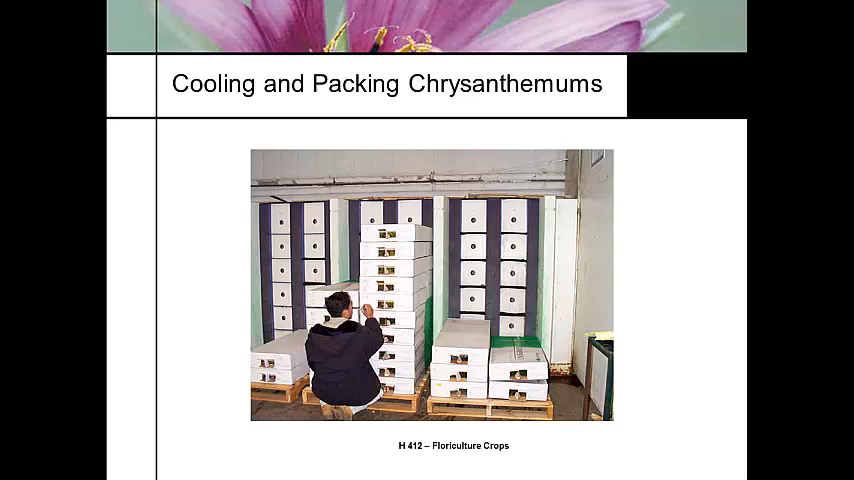 Cooling and Packing Chrysanthemums
H 412 – Floriculture Crops